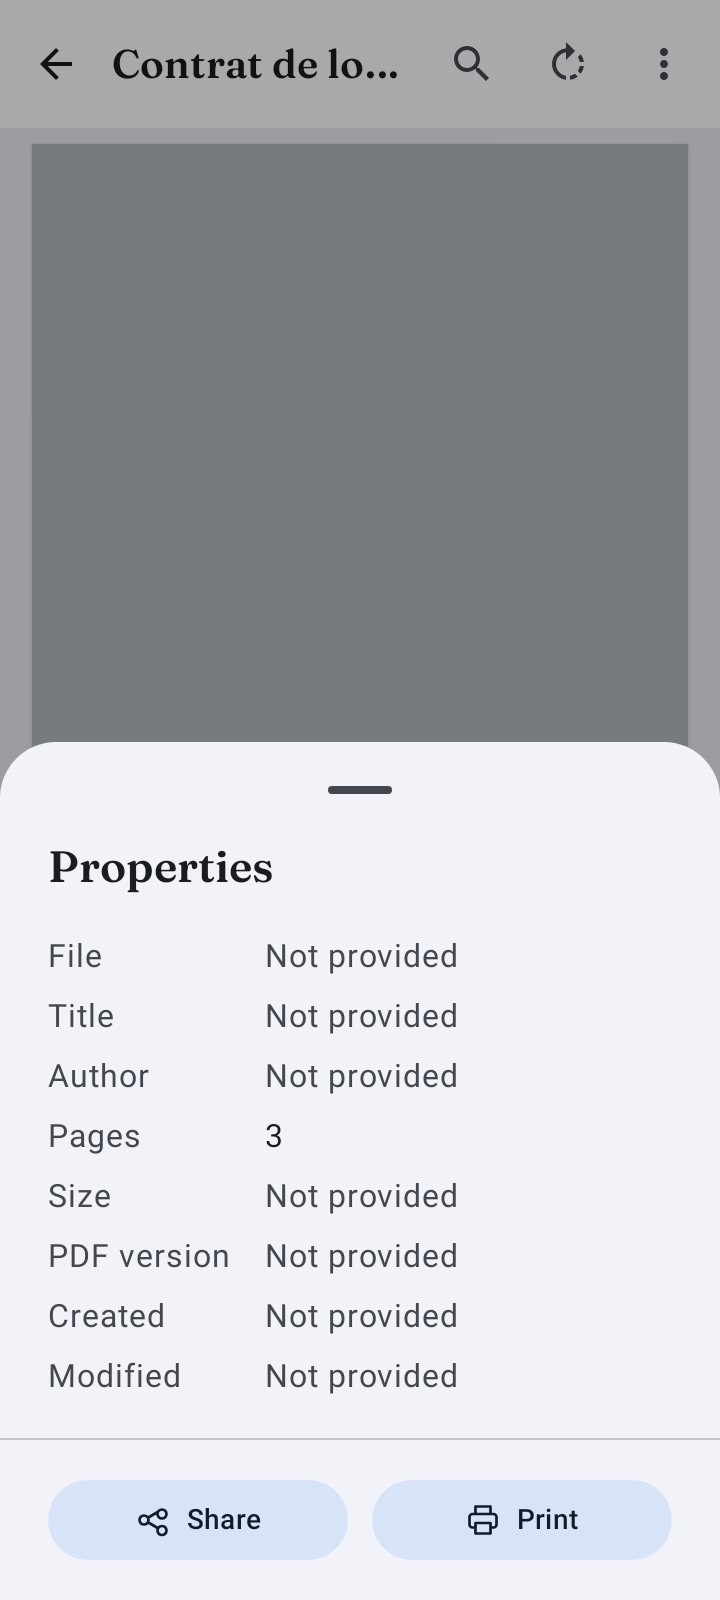 Contrat de lo...
Properties
File Not provided
Title Not provided
Author Not provided
Pages 3
Size Not provided
PDF version Not provided
Created Not provided
Modified Not provided
Share Print